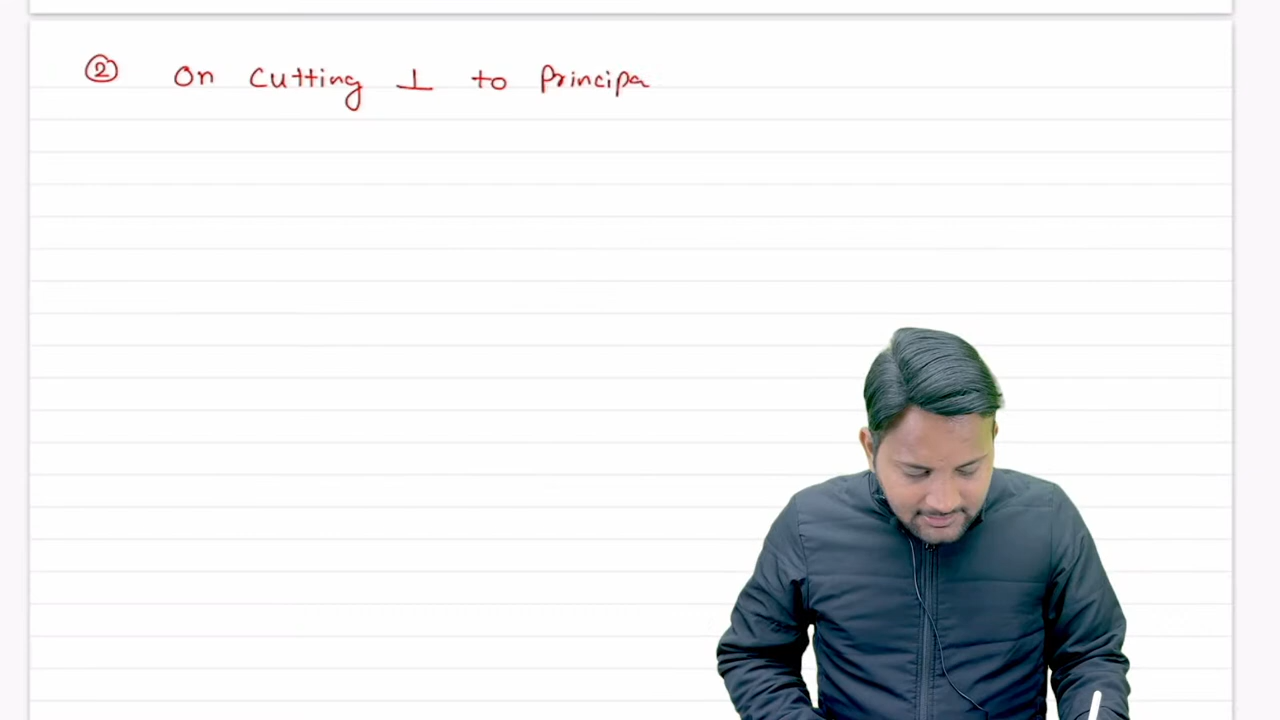 ② On Cutting ⊥ to Principa